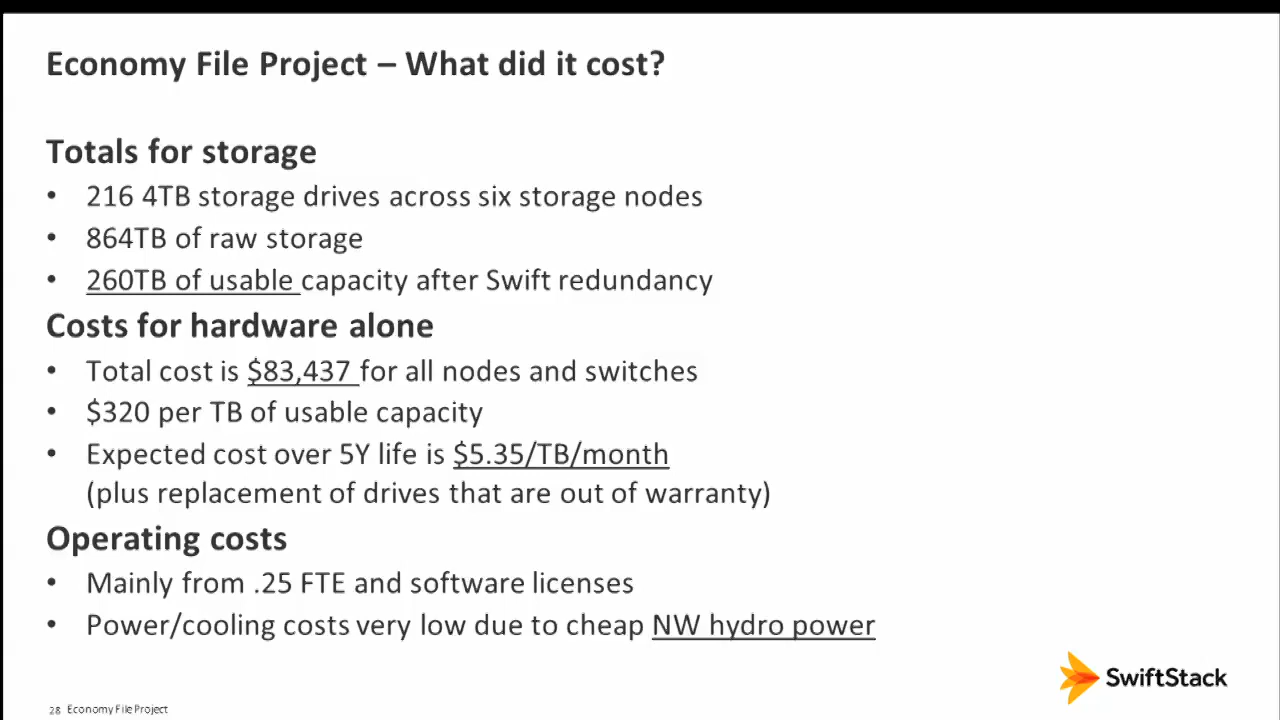 Economy File Project – What did it cost?
Totals for storage
• 216 4TB storage drives across six storage nodes
• 864TB of raw storage
• 260TB of usable capacity after Swift redundancy
Costs for hardware alone
• Total cost is $83,437 for all nodes and switches
• $320 per TB of usable capacity
• Expected cost over 5Y life is $5.35/TB/month
(plus replacement of drives that are out of warranty)
Operating costs
• Mainly from .25 FTE and software licenses
• Power/cooling costs very low due to cheap NW hydro power
SwiftStack
28 Economy File Project